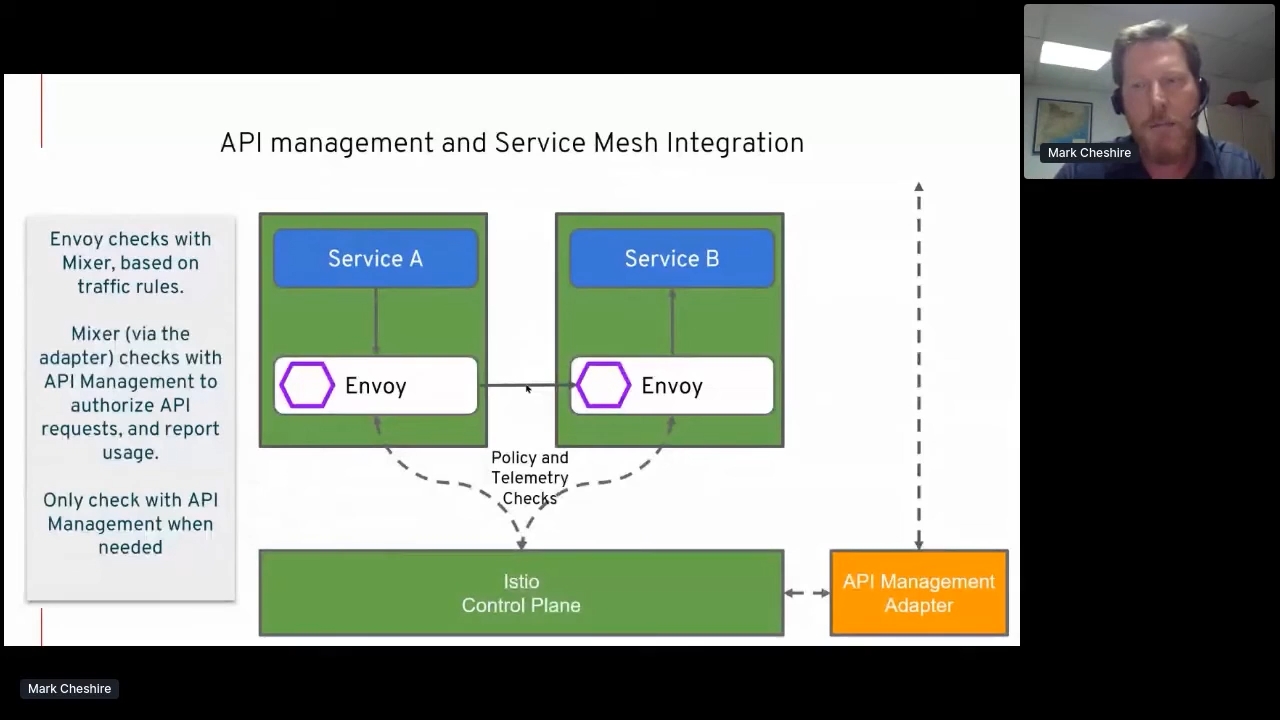 API management and Service Mesh Integration
Mark Cheshire
Envoy checks with
Mixer, based on
traffic rules.
Mixer (via the
adapter) checks with
API Management to
authorize API
requests, and report
usage.
Only check with API
Management when
needed
Service A
Service B
Envoy
Envoy
Policy and
Telemetry
Checks
Istio
Control Plane
API Management
Adapter
Mark Cheshire